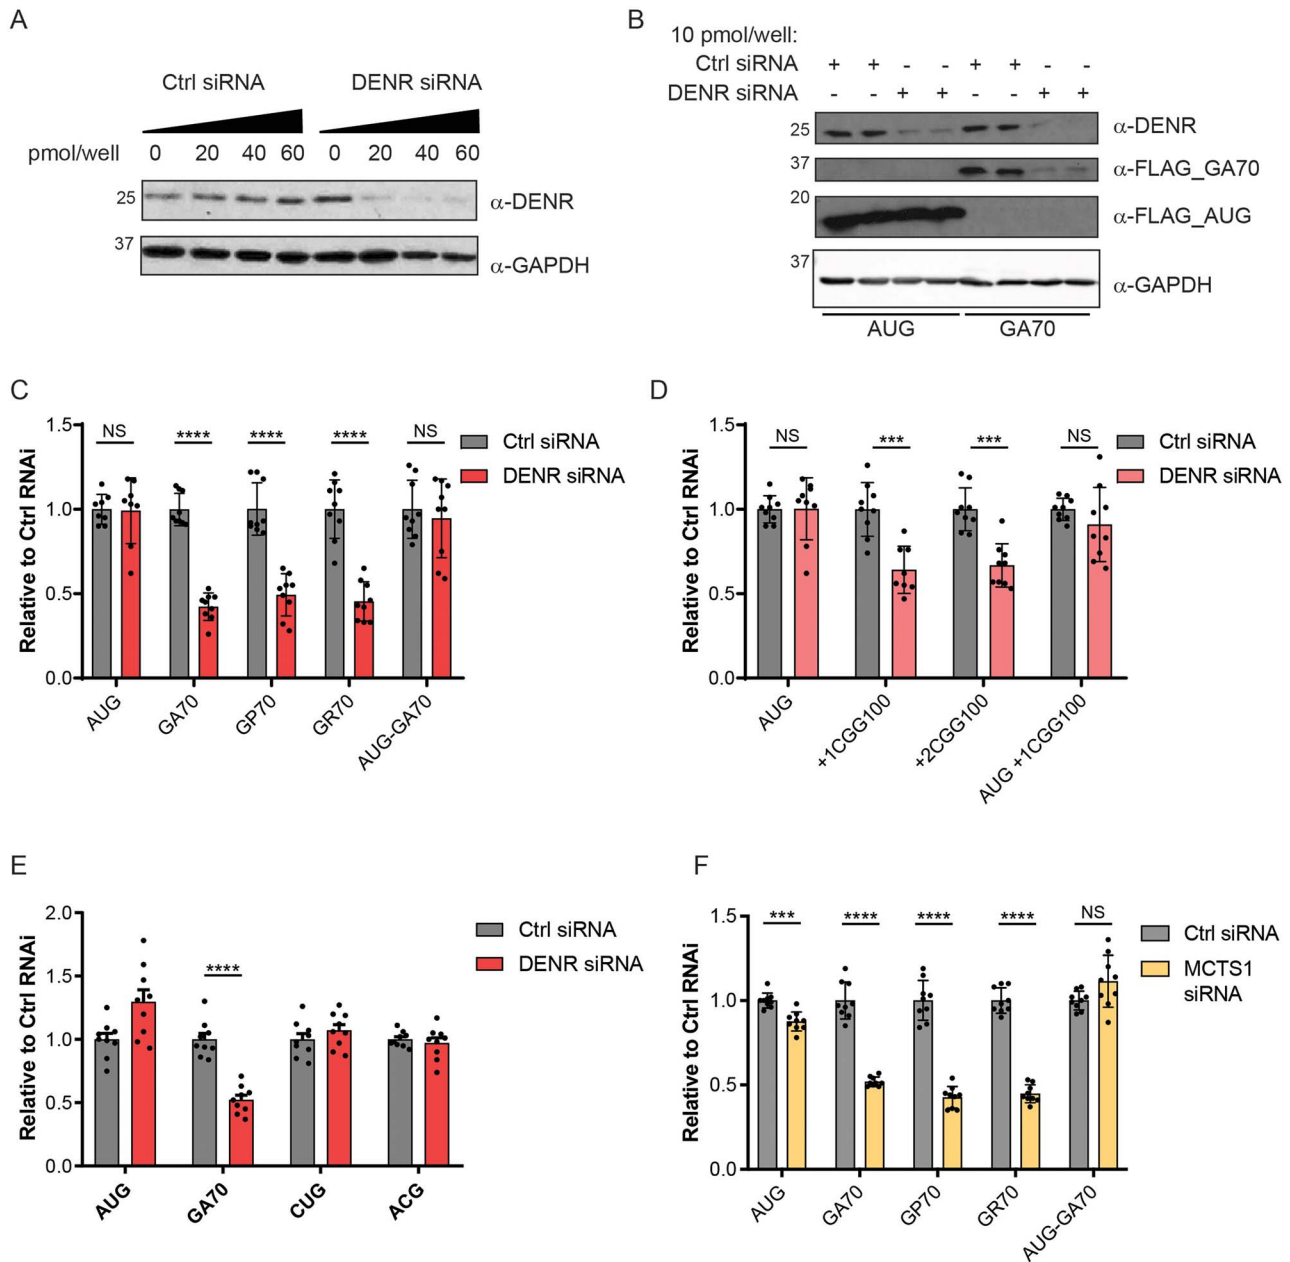 A
Ctrl siRNA DENR siRNA
pmol/well 0 20 40 60 0 20 40 60
25 α-DENR
37 α-GAPDH
B
10 pmol/well:
Ctrl siRNA + + - - + + - -
DENR siRNA - - + + - - + +
25 α-DENR
37 α-FLAG_GA70
20 α-FLAG_AUG
37 α-GAPDH
AUG GA70
C
Relative to Ctrl RNAi
1.5
1.0
0.5
0.0
NS **** **** **** NS
Ctrl siRNA
DENR siRNA
AUG GA70 GP70 GR70 AUG-GA70
D
Relative to Ctrl RNAi
1.5
1.0
0.5
0.0
NS *** *** NS
Ctrl siRNA
DENR siRNA
AUG +1CGG100 +2CGG100 AUG +1CGG100
E
Relative to Ctrl RNAi
2.0
1.5
1.0
0.5
0.0
****
Ctrl siRNA
DENR siRNA
AUG GA70 CUG ACG
F
Relative to Ctrl RNAi
1.5
1.0
0.5
0.0
*** **** **** **** NS
Ctrl siRNA
MCTS1
siRNA
AUG GA70 GP70 GR70 AUG-GA70